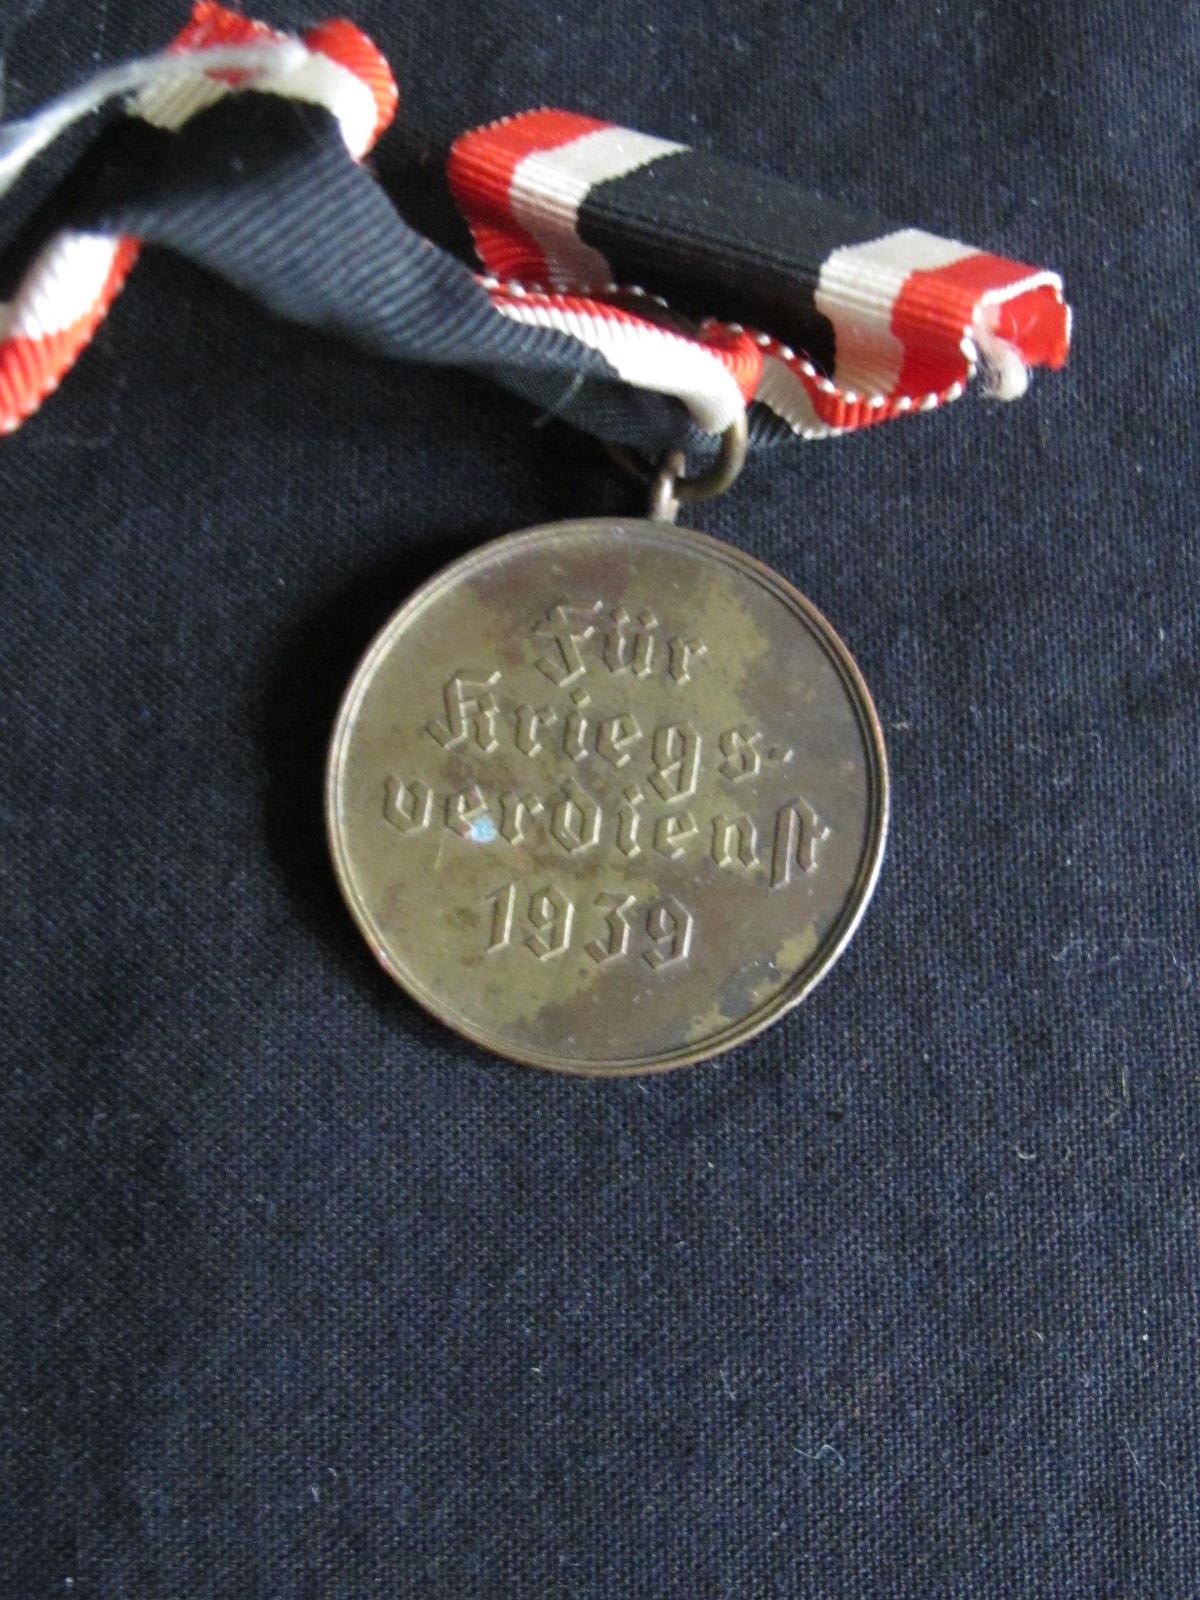 Für
Kriegs-
verdienst
1939